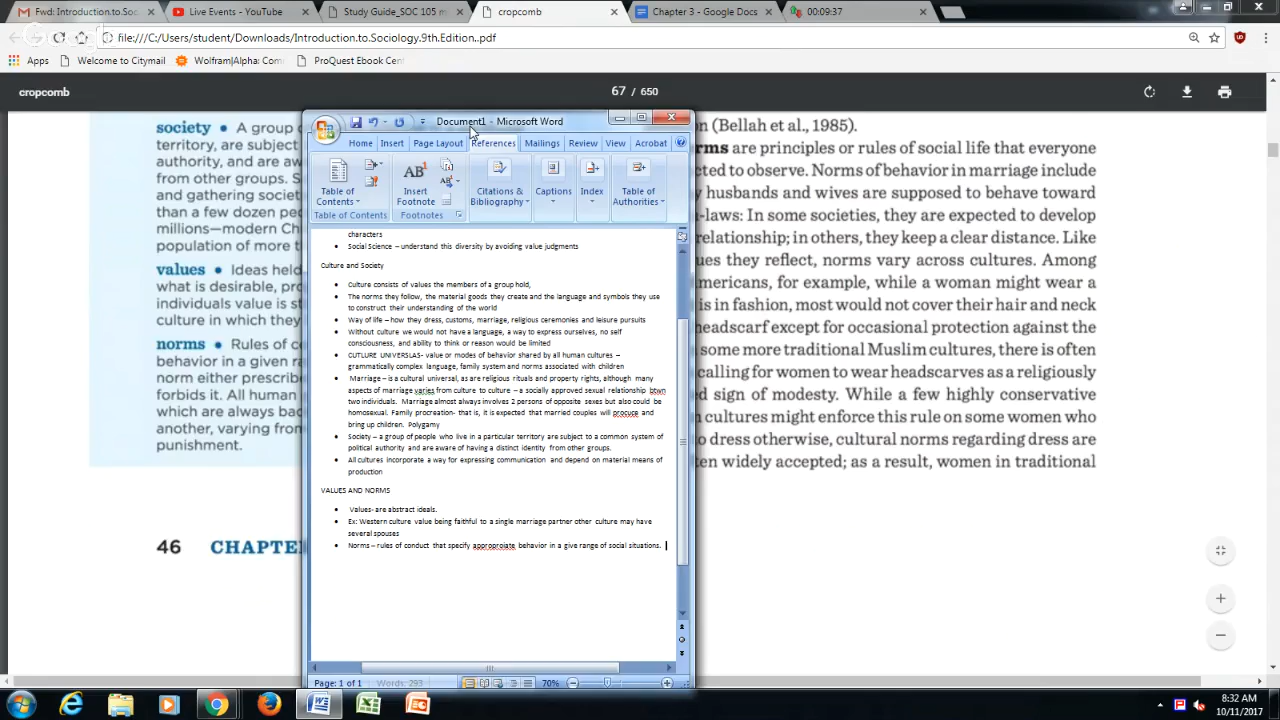 Fwd: Introduction.to.Soci
Live Events - YouTube
Study Guide_SOC 105 m
cropcomb
Chapter 3 - Google Docs
00:09:37
file:///C:/Users/student/Downloads/Introduction.to.Sociology.9th.Edition..pdf
Apps
Welcome to Citymail
Wolfram|Alpha: Com
ProQuest Ebook Cent
cropcomb
67 / 650
society • A group
territory, are subject
authority, and are aw
from other groups. S
and gathering societ
than a few dozen peo
millions—modern Ch
population of more t
values • Ideas held
what is desirable, pro
individuals value is st
culture in which they
norms • Rules of co
behavior in a given ra
norm either prescribe
forbids it. All human
which are always bac
another, varying from
punishment.
46 CHAPTER
Document1 - Microsoft Word
Home Insert Page Layout References Mailings Review View Acrobat
Table of Contents
Insert Footnote
Citations & Bibliography
Captions
Index
Table of Authorities
Table of Contents
Footnotes
characters
• Social Science – understand this diversity by avoiding value judgments
Culture and Society
• Culture consists of values the members of a group hold,
• The norms they follow, the material goods they create and the language and symbols they use
to construct their understanding of the world
• Way of life – how they dress, customs, marriage, religious ceremonies and leisure pursuits
• Without culture we would not have a language, a way to express ourselves, no self
consciousness, and ability to think or reason would be limited
• CUTLURE UNIVERSLAS- value or modes of behavior shared by all human cultures –
grammatically complex language, family system and norms associated with children
• Marriage – is a cultural universal, as are religious rituals and property rights, although many
aspects of marriage varies from culture to culture – a socially approved sexual relationship btwn
two individuals. Marriage almost always involves 2 persons of opposite sexes but also could be
homosexual. Family procreation- that is, it is expected that married couples will procuce and
bring up children. Polygamy
• Society – a group of people who live in a particular territory are subject to a common system of
political authority and are aware of having a distinct identity from other groups.
• All cultures incorporate a way for expressing communication and depend on material means of
production
VALUES AND NORMS
• Values- are abstract ideals.
• Ex: Western culture value being faithful to a single marriage partner other culture may have
several spouses
• Norms – rules of conduct that specify appropriate behavior in a give range of social situations.
Page: 1 of 1
Words: 293
70%
n (Bellah et al., 1985).
rms are principles or rules of social life that everyone
cted to observe. Norms of behavior in marriage include
y husbands and wives are supposed to behave toward
-laws: In some societies, they are expected to develop
relationship; in others, they keep a clear distance. Like
ues they reflect, norms vary across cultures. Among
mericans, for example, while a woman might wear a
is in fashion, most would not cover their hair and neck
headscarf except for occasional protection against the
some more traditional Muslim cultures, there is often
calling for women to wear headscarves as a religiously
d sign of modesty. While a few highly conservative
n cultures might enforce this rule on some women who
o dress otherwise, cultural norms regarding dress are
ten widely accepted; as a result, women in traditional
8:32 AM
10/11/2017